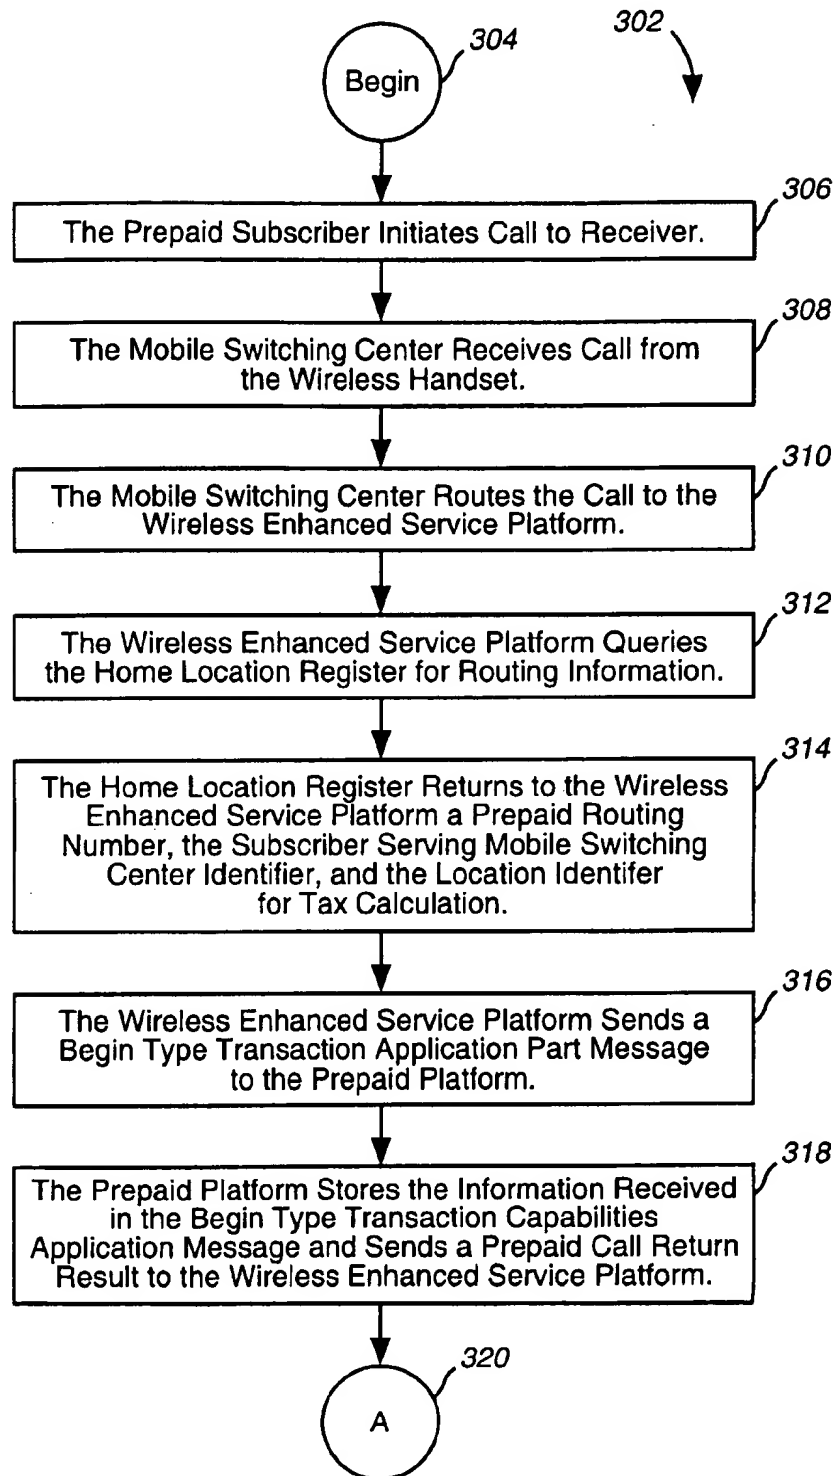 302
304
Begin
306
The Prepaid Subscriber Initiates Call to Receiver.
308
The Mobile Switching Center Receives Call from
the Wireless Handset.
310
The Mobile Switching Center Routes the Call to the
Wireless Enhanced Service Platform.
312
The Wireless Enhanced Service Platform Queries
the Home Location Register for Routing Information.
314
The Home Location Register Returns to the Wireless
Enhanced Service Platform a Prepaid Routing
Number, the Subscriber Serving Mobile Switching
Center Identifier, and the Location Identifer
for Tax Calculation.
316
The Wireless Enhanced Service Platform Sends a
Begin Type Transaction Application Part Message
to the Prepaid Platform.
318
The Prepaid Platform Stores the Information Received
in the Begin Type Transaction Capabilities
Application Message and Sends a Prepaid Call Return
Result to the Wireless Enhanced Service Platform.
320
A